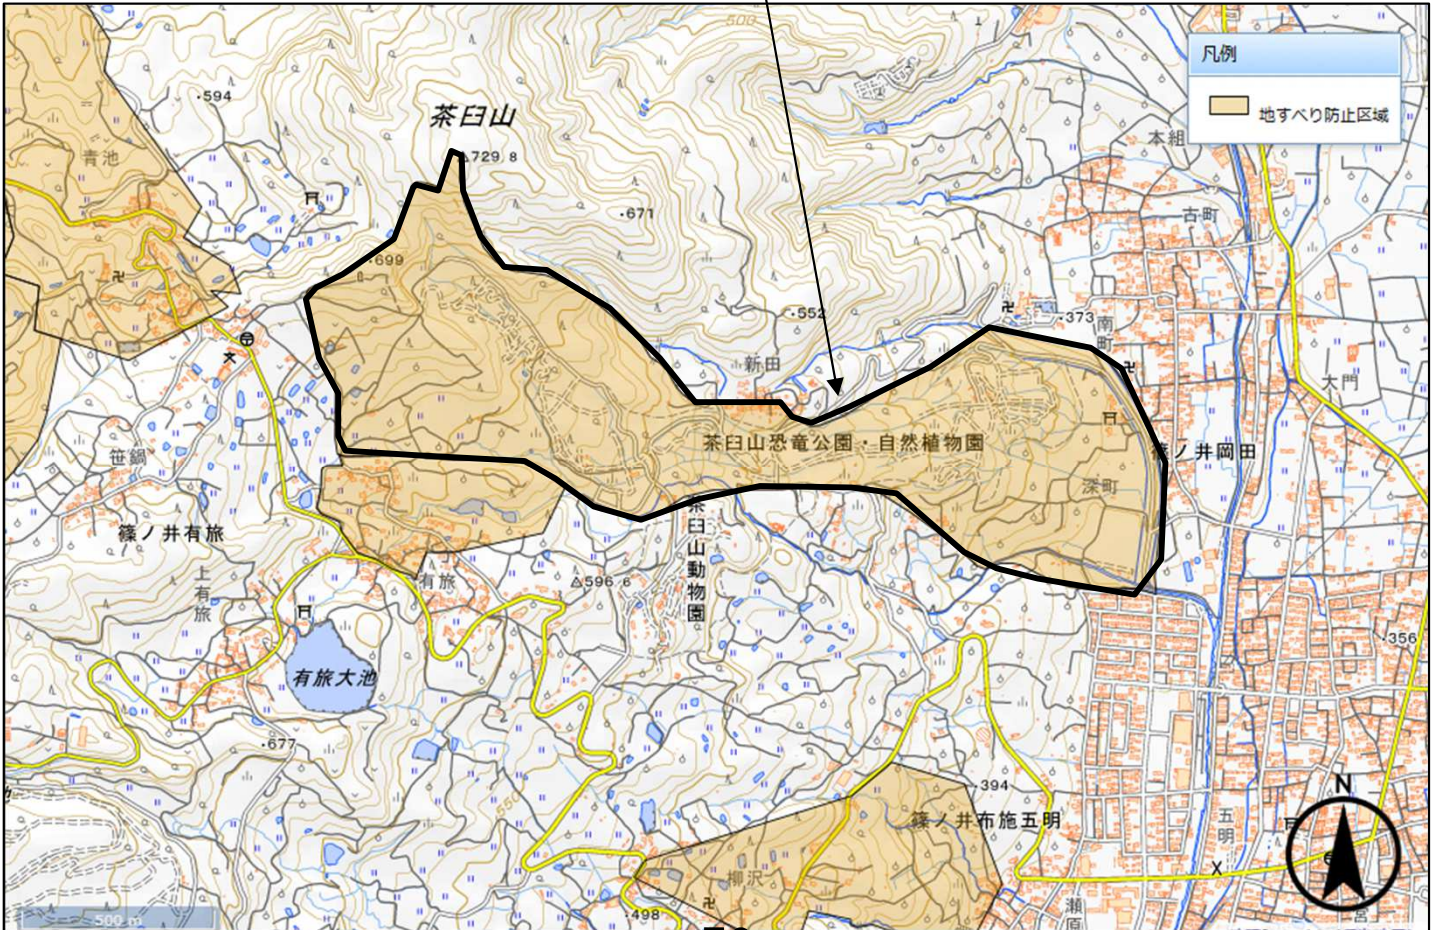 500
凡例
地すべり防止区域
・594
茶臼山
729.8
本組
青池
・671
古町
・699
・552
・373
南町
新田
大門
茶臼山恐竜公園・自然植物園
篠ノ井岡田
笹鍋
深町
篠ノ井有旅
茶臼山動物園
上有旅
有旅
596.6
・356
有旅大池
・677
550
・394
篠ノ井布施五明
五明
N
柳沢
・498
瀬原
500 m